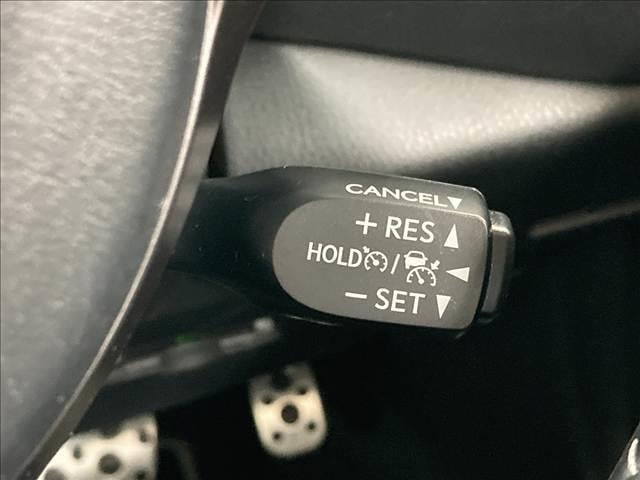 CANCEL▼
+ RES ▲
HOLD / ◄
− SET ▼